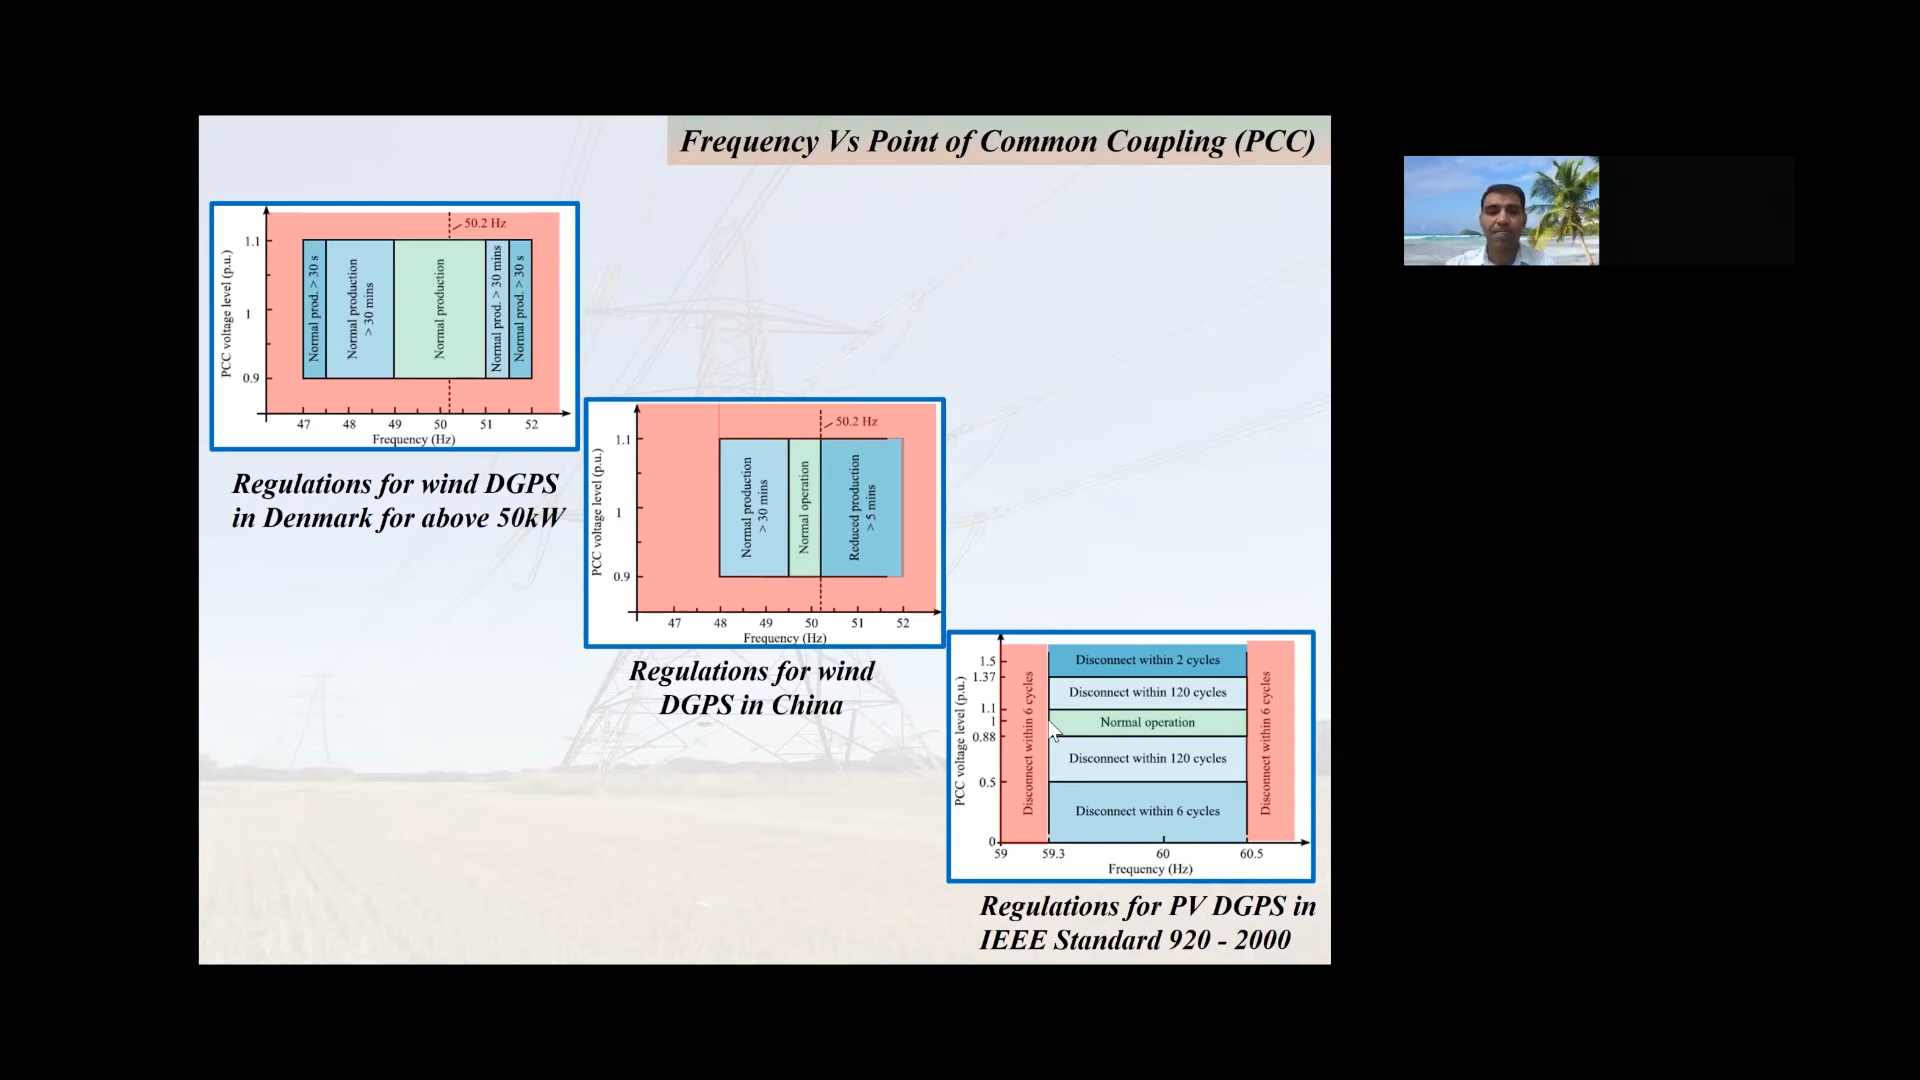 Frequency Vs Point of Common Coupling (PCC)
50.2 Hz
1.1
1
0.9
PCC voltage level (p.u.)
Normal prod. > 30 s
Normal production
> 30 mins
Normal production
Normal prod. > 30 mins
Normal prod. > 30 s
47 48 49 50 51 52
Frequency (Hz)
Regulations for wind DGPS
in Denmark for above 50kW
50.2 Hz
1.1
1
0.9
PCC voltage level (p.u.)
Normal production
> 30 mins
Normal operation
Reduced production
> 5 mins
47 48 49 50 51 52
Frequency (Hz)
Regulations for wind
DGPS in China
1.5
1.37
1.1
1
0.88
0.5
0
PCC voltage level (p.u.)
Disconnect within 6 cycles
Disconnect within 2 cycles
Disconnect within 120 cycles
Normal operation
Disconnect within 120 cycles
Disconnect within 6 cycles
Disconnect within 6 cycles
59 59.3 60 60.5
Frequency (Hz)
Regulations for PV DGPS in
IEEE Standard 920 - 2000